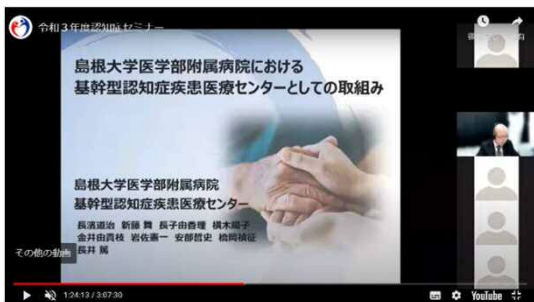 令和3年度認知症セミナー
島根大学医学部附属病院における
基幹型認知症疾患医療センターとしての取組み
島根大学医学部附属病院
基幹型認知症疾患医療センター
長濱道治 新藤 舞 長子由香理 横木陽子
金井由貴枝 岩佐憲一 安部哲史 橋岡禎征
長井 篤
その他の動画
1:24:13 / 3:07:30
YouTube